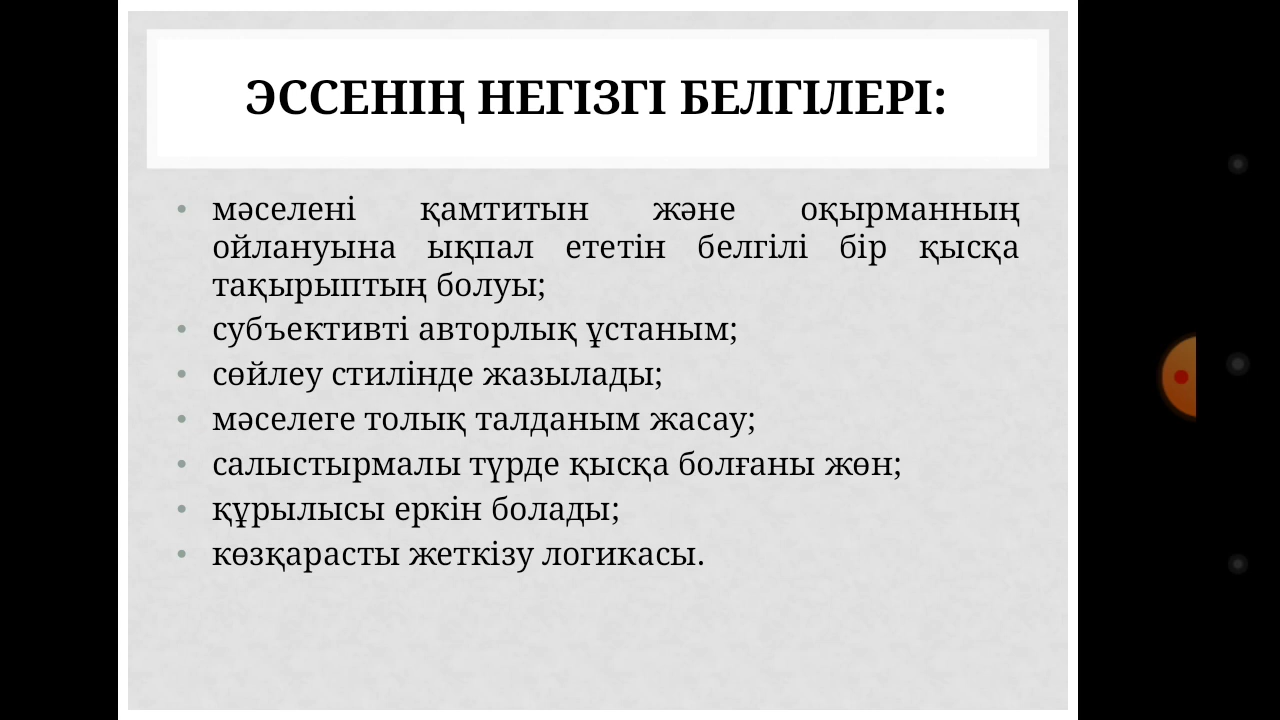 ЭССЕНІҢ НЕГІЗГІ БЕЛГІЛЕРІ:
• мәселені қамтитын және оқырманның
ойлануына ықпал ететін белгілі бір қысқа
тақырыптың болуы;
• субъективті авторлық ұстаным;
• сөйлеу стилінде жазылады;
• мәселеге толық талданым жасау;
• салыстырмалы түрде қысқа болғаны жөн;
• құрылысы еркін болады;
• көзқарасты жеткізу логикасы.